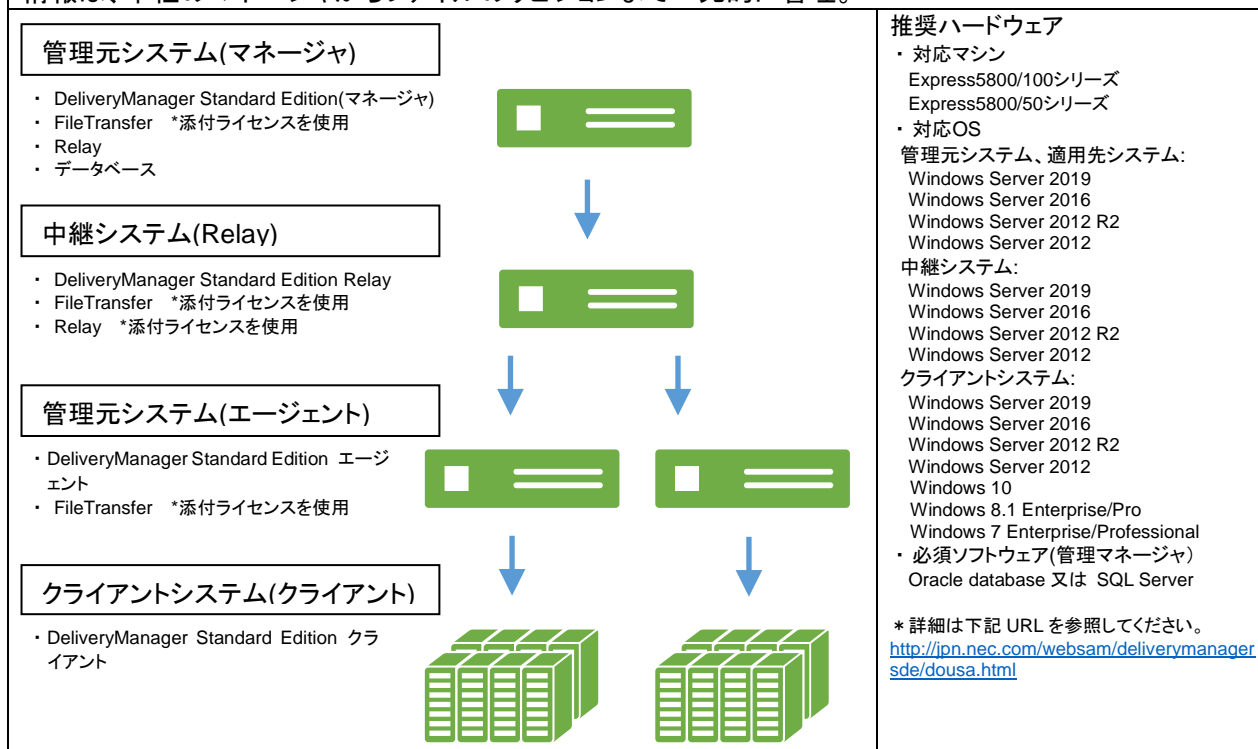 管理元システム(マネージャ)
・ DeliveryManager Standard Edition(マネージャ)
・ FileTransfer *添付ライセンスを使用
・ Relay
・ データベース
中継システム(Relay)
・ DeliveryManager Standard Edition Relay
・ FileTransfer *添付ライセンスを使用
・ Relay *添付ライセンスを使用
管理元システム(エージェント)
・DeliveryManager Standard Edition エージ
ェント
・ FileTransfer *添付ライセンスを使用
クライアントシステム(クライアント)
・DeliveryManager Standard Edition クラ
イアント
推奨ハードウェア
・ 対応マシン
Express5800/100シリーズ
Express5800/50シリーズ
・ 対応OS
管理元システム、適用先システム:
Windows Server 2019
Windows Server 2016
Windows Server 2012 R2
Windows Server 2012
中継システム:
Windows Server 2019
Windows Server 2016
Windows Server 2012 R2
Windows Server 2012
クライアントシステム:
Windows Server 2019
Windows Server 2016
Windows Server 2012 R2
Windows Server 2012
Windows 10
Windows 8.1 Enterprise/Pro
Windows 7 Enterprise/Professional
・ 必須ソフトウェア(管理マネージャ)
Oracle database 又は SQL Server
＊詳細は下記 URL を参照してください。
http://jpn.nec.com/websam/deliverymanager
sde/dousa.html